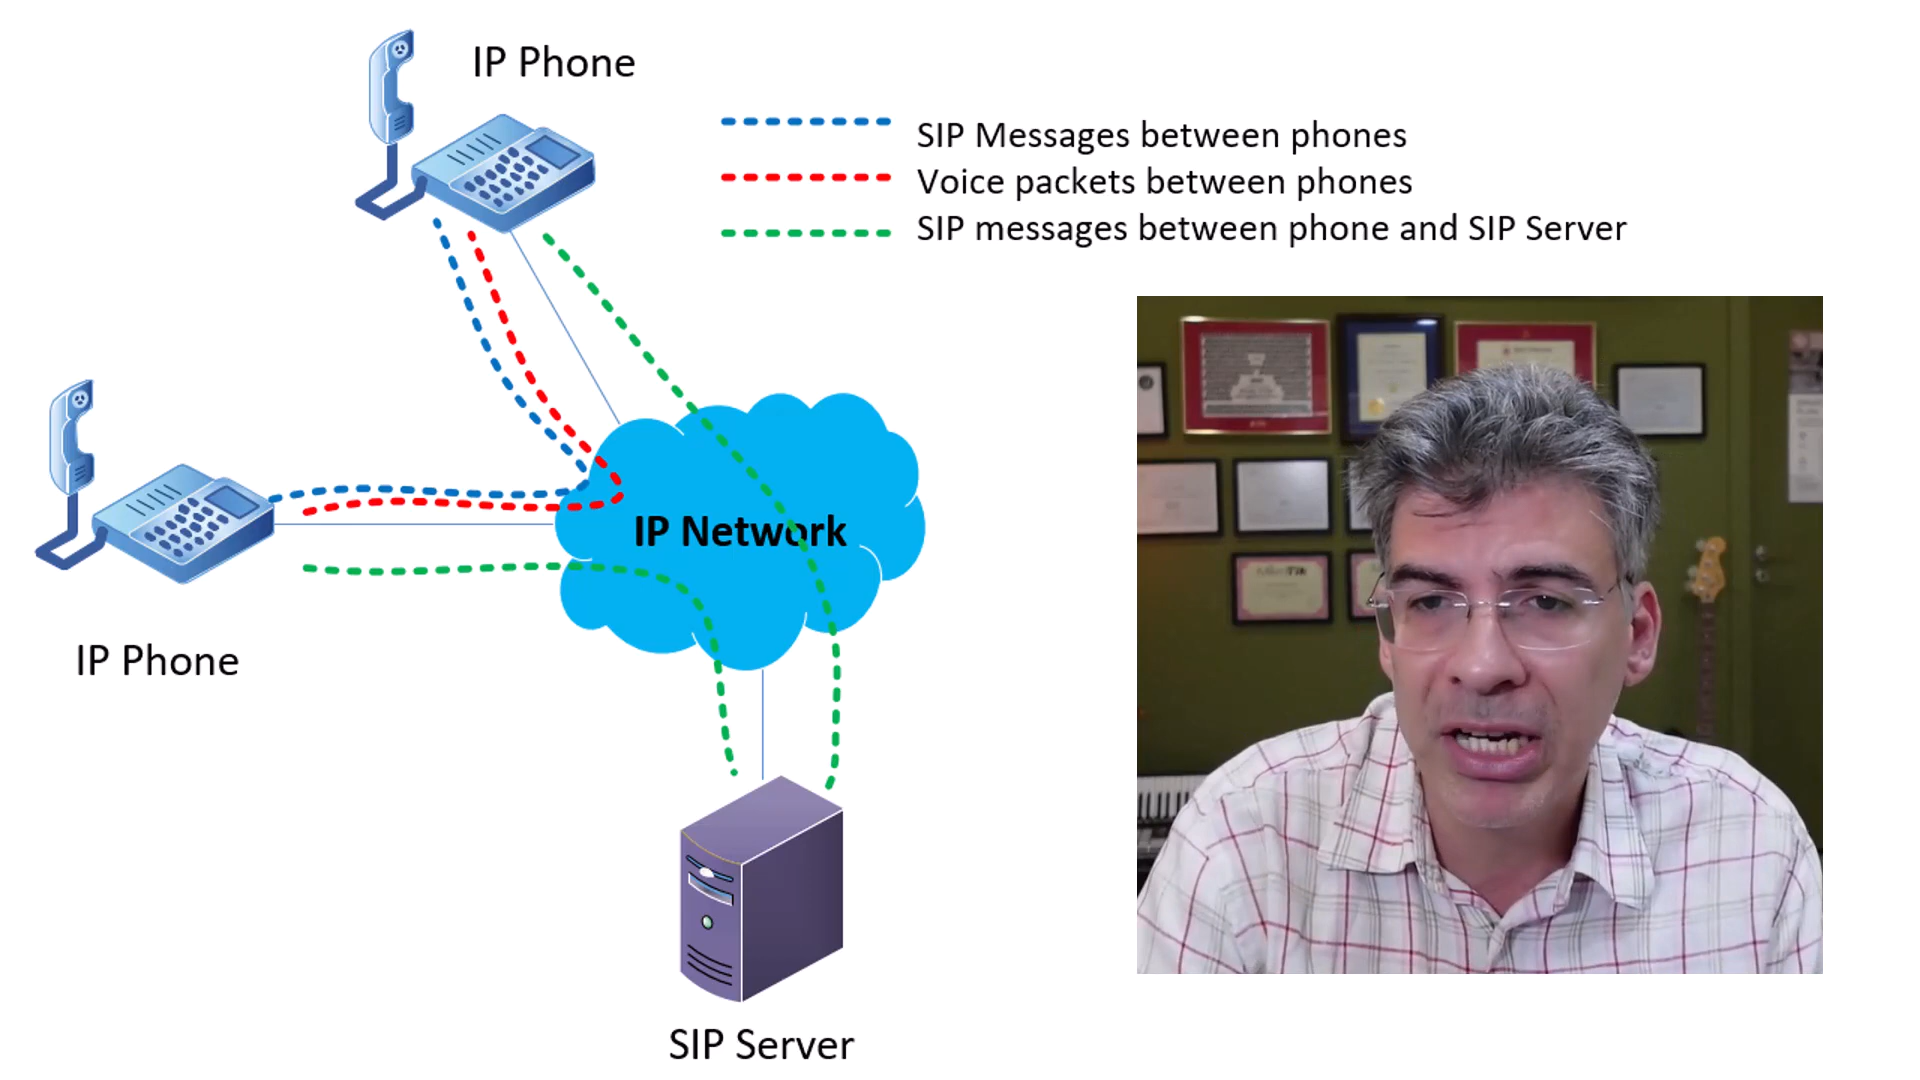 IP Phone
SIP Messages between phones
Voice packets between phones
SIP messages between phone and SIP Server
IP Network
IP Phone
SIP Server